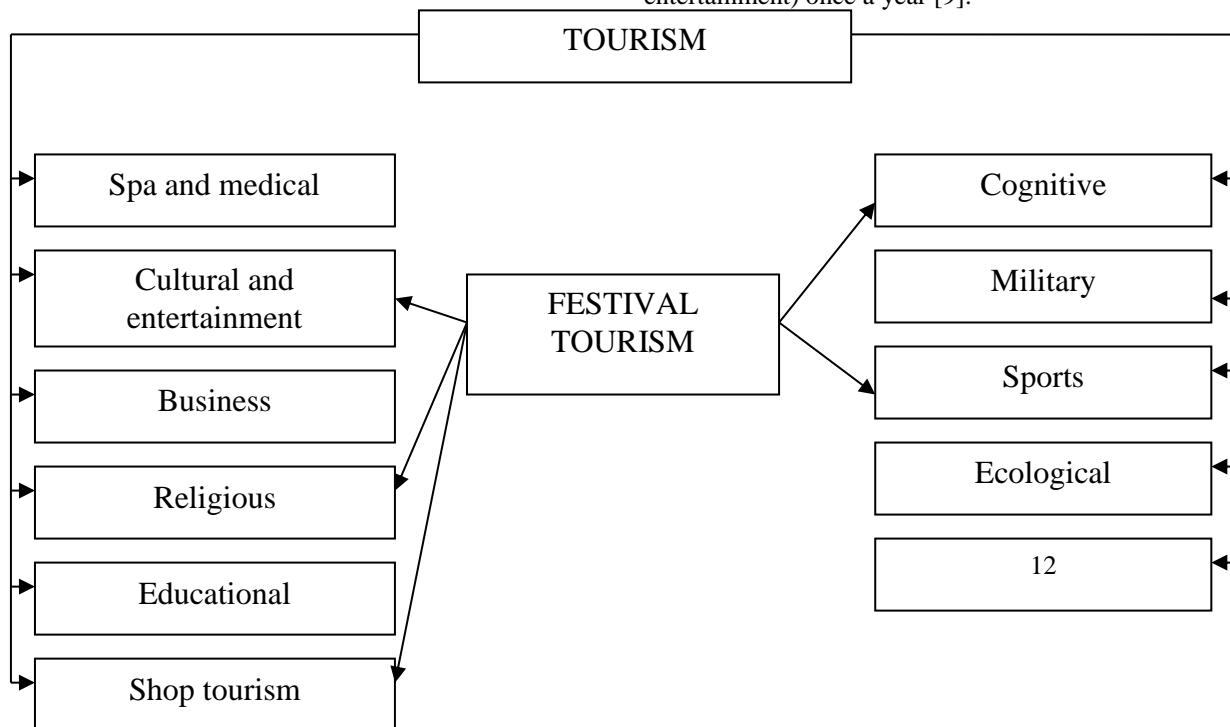 entertainment) once a year [9].
TOURISM
Spa and medical
Cultural and
entertainment
Business
Religious
Educational
Shop tourism
FESTIVAL
TOURISM
Cognitive
Military
Sports
Ecological
12